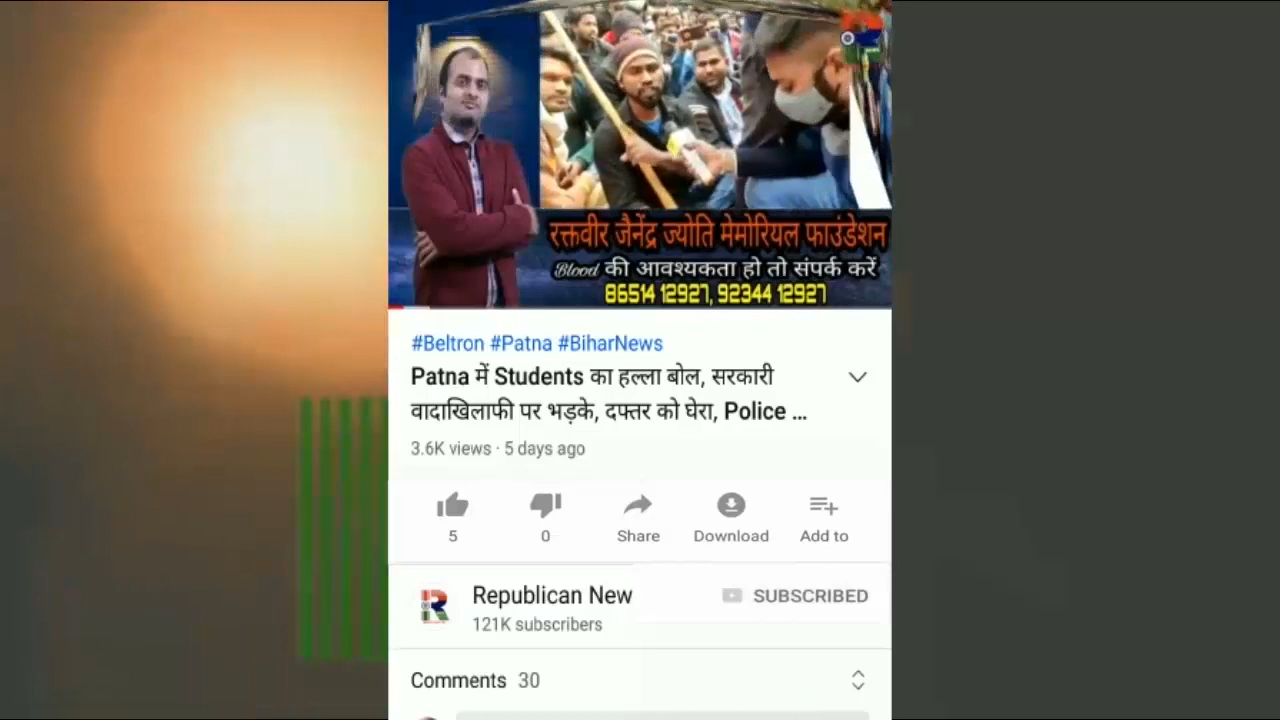 रक्तवीर जैनेंद्र ज्योति मेमोरियल फाउंडेशन
Blood की आवश्यकता हो तो संपर्क करें
86514 12927, 92344 12927
#Beltron #Patna #BiharNews
Patna में Students का हल्ला बोल, सरकारी
वादाखिलाफी पर भड़के, दफ्तर को घेरा, Police ...
3.6K views · 5 days ago
5 0 Share Download Add to
Republican New SUBSCRIBED
121K subscribers
Comments 30